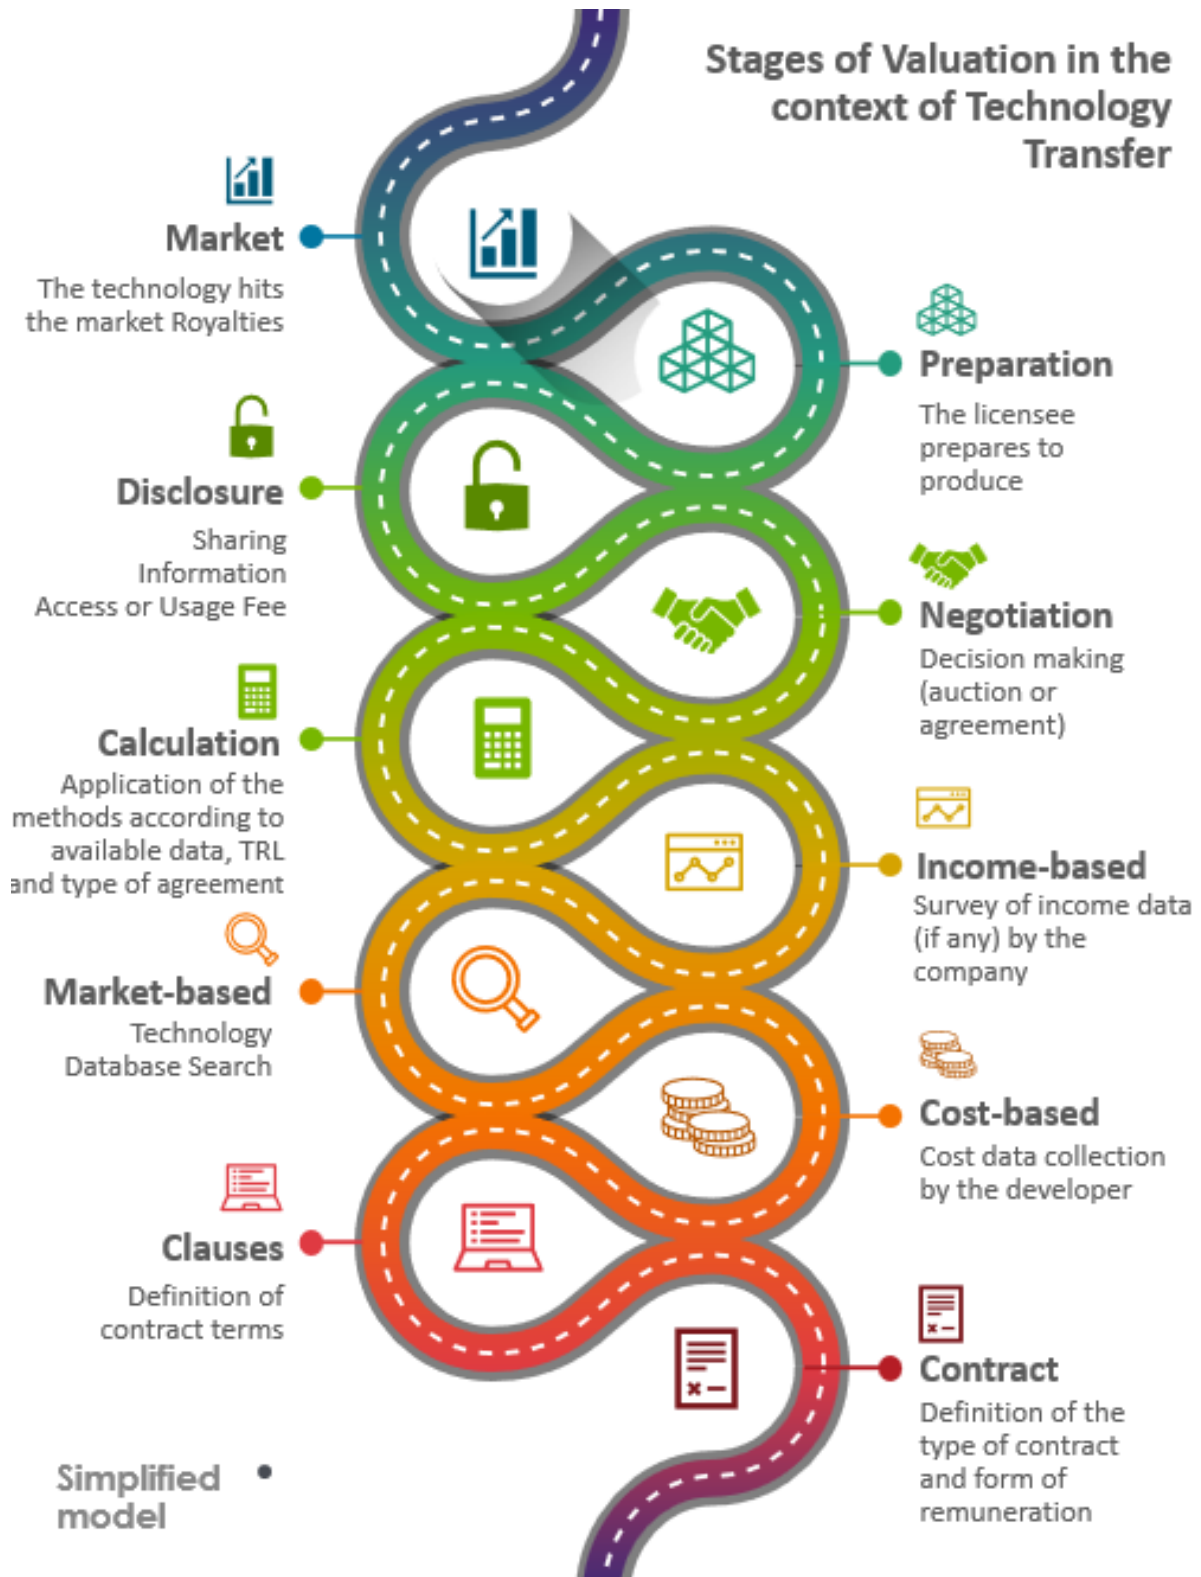 Stages of Valuation in the
context of Technology
Transfer
Market
The technology hits
the market Royalties
Preparation
The licensee
prepares to
produce
Disclosure
Sharing
Information
Access or Usage Fee
Negotiation
Decision making
(auction or
agreement)
Calculation
Application of the
methods according to
available data, TRL
and type of agreement
Income-based
Survey of income data
(if any) by the
company
Market-based
Technology
Database Search
Cost-based
Cost data collection
by the developer
Clauses
Definition of
contract terms
Contract
Definition of the
type of contract
and form of
remuneration
Simplified
model